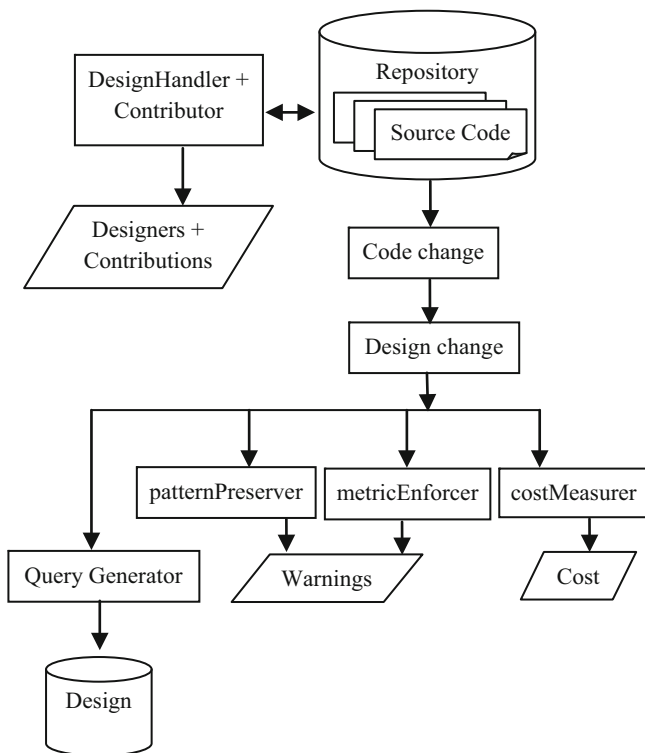 DesignHandler +
Contributor
Repository
Source Code
Designers +
Contributions
Code change
Design change
patternPreserver
metricEnforcer
costMeasurer
Query Generator
Warnings
Cost
Design